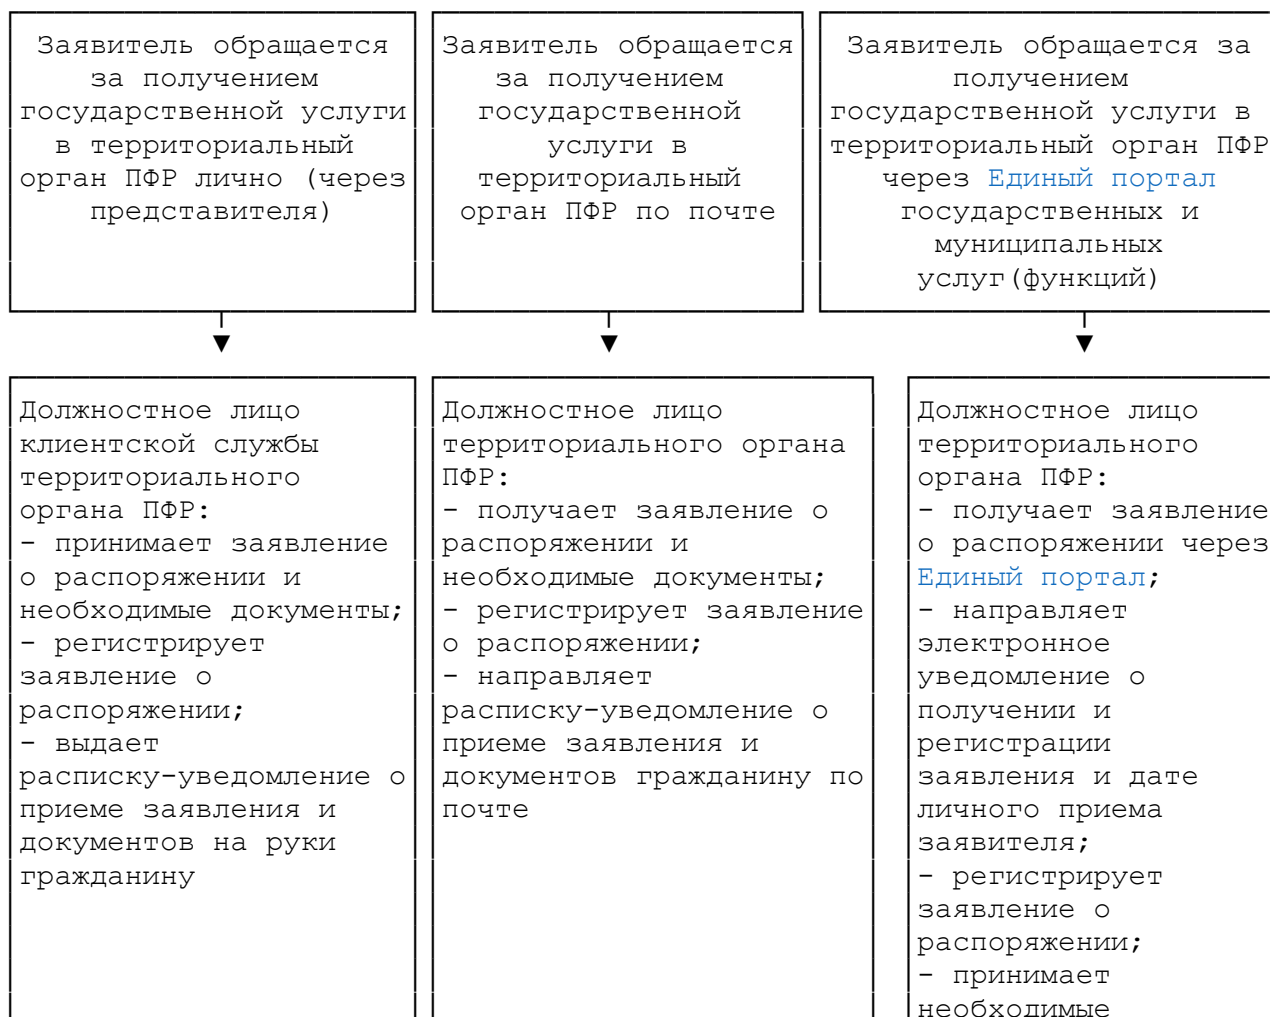 Заявитель обращается
за получением
государственной услуги
в территориальный
орган ПФР лично (через
представителя)
Заявитель обращается
за получением
государственной
услуги в
территориальный
орган ПФР по почте
Заявитель обращается за
получением
государственной услуги в
территориальный орган ПФР
через Единый портал
государственных и
муниципальных
услуг(функций)
Должностное лицо
клиентской службы
территориального
органа ПФР:
- принимает заявление
о распоряжении и
необходимые документы;
- регистрирует
заявление о
распоряжении;
- выдает
расписку-уведомление о
приеме заявления и
документов на руки
гражданину
Должностное лицо
территориального органа
ПФР:
- получает заявление о
распоряжении и
необходимые документы;
- регистрирует заявление
о распоряжении;
- направляет
расписку-уведомление о
приеме заявления и
документов гражданину по
почте
Должностное лицо
территориального
органа ПФР:
- получает заявление
о распоряжении через
Единый портал;
- направляет
электронное
уведомление о
получении и
регистрации
заявления и дате
личного приема
заявителя;
- регистрирует
заявление о
распоряжении;
- принимает
необходимые